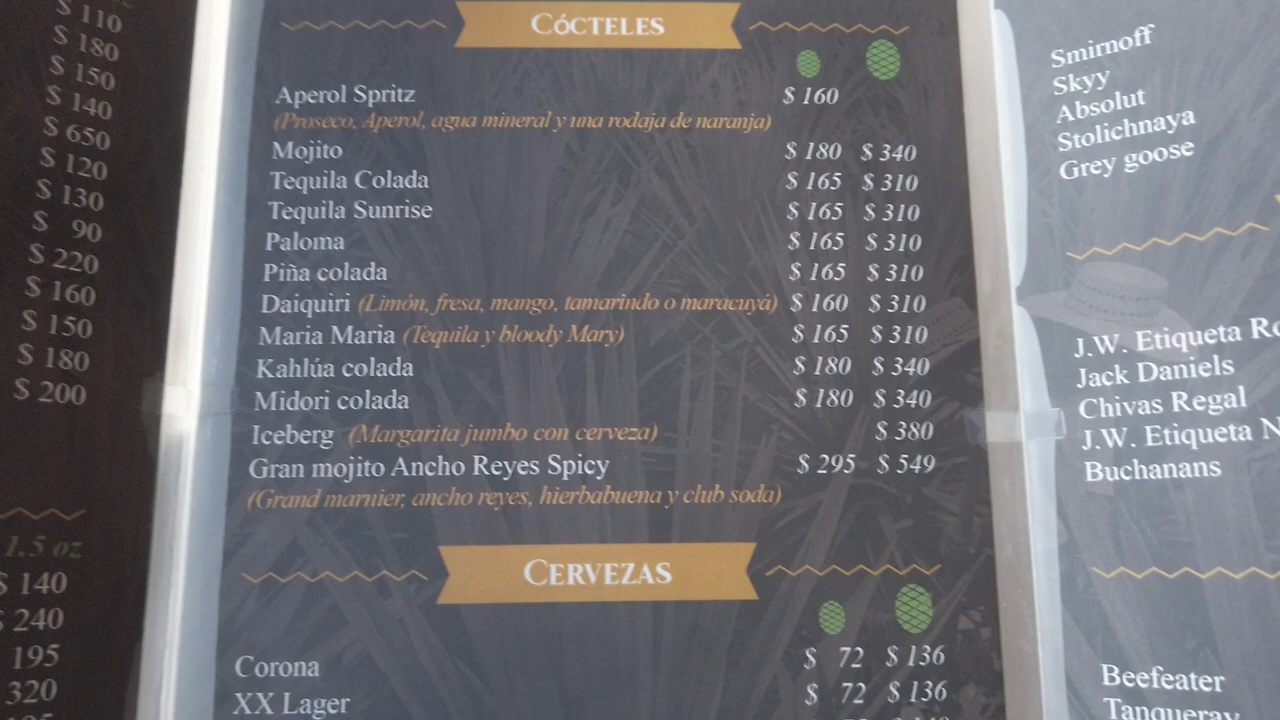 $ 110
$ 180
$ 150
$ 140
$ 650
$ 120
$ 130
$ 90
$ 220
$ 160
$ 150
$ 180
$ 200
1.5 oz
$ 140
$ 240
195
320
CÓCTELES
Aperol Spritz $ 160
(Proseco, Aperol, agua mineral y una rodaja de naranja)
Mojito $ 180 $ 340
Tequila Colada $ 165 $ 310
Tequila Sunrise $ 165 $ 310
Paloma $ 165 $ 310
Piña colada $ 165 $ 310
Daiquiri (Limón, fresa, mango, tamarindo o maracuyá) $ 160 $ 310
Maria Maria (Tequila y bloody Mary) $ 165 $ 310
Kahlúa colada $ 180 $ 340
Midori colada $ 180 $ 340
Iceberg (Margarita jumbo con cerveza) $ 380
Gran mojito Ancho Reyes Spicy $ 295 $ 549
(Grand marnier, ancho reyes, hierbabuena y club soda)
CERVEZAS
Corona $ 72 $ 136
XX Lager $ 72 $ 136
Smirnoff
Skyy
Absolut
Stolichnaya
Grey goose
J.W. Etiqueta
Jack Daniels
Chivas Regal
J.W. Etiqueta N
Buchanans
Beefeater
Tanqueray